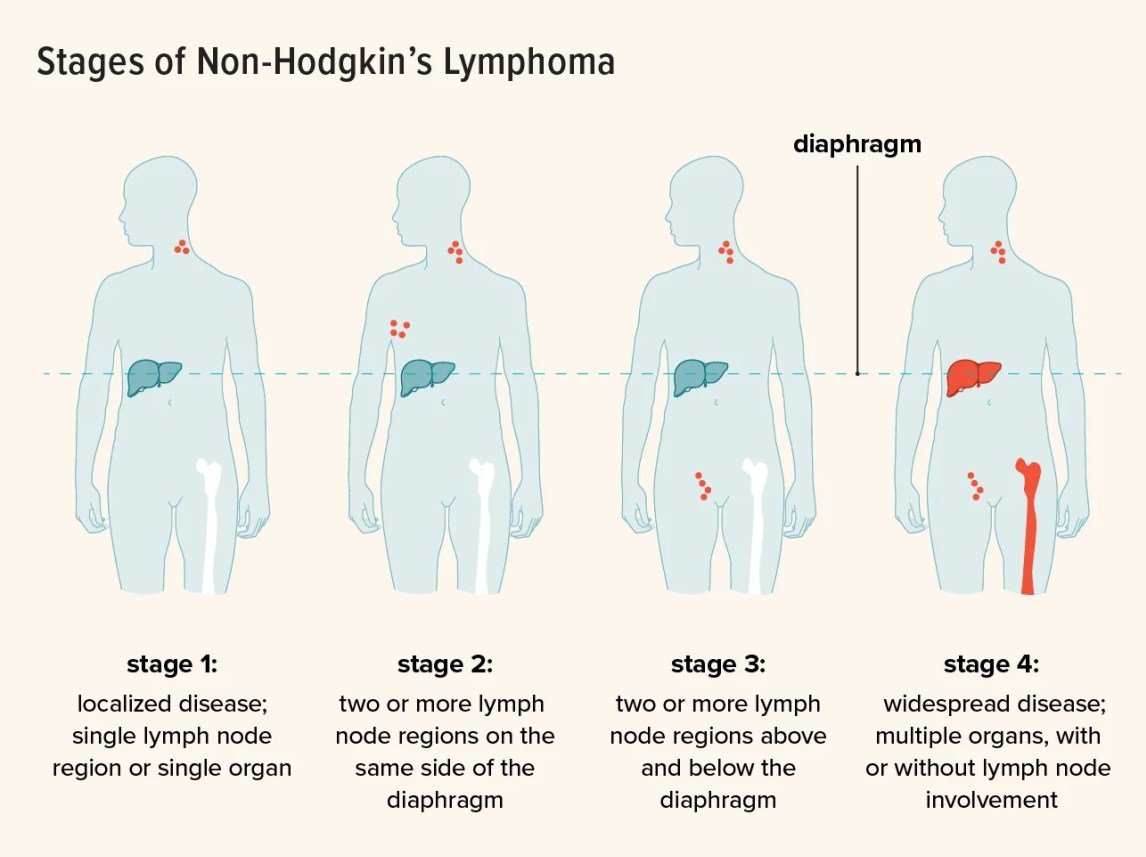 Stages of Non-Hodgkin’s Lymphoma
diaphragm
stage 1:
localized disease;
single lymph node
region or single organ
stage 2:
two or more lymph
node regions on the
same side of the
diaphragm
stage 3:
two or more lymph
node regions above
and below the
diaphragm
stage 4:
widespread disease;
multiple organs, with
or without lymph node
involvement